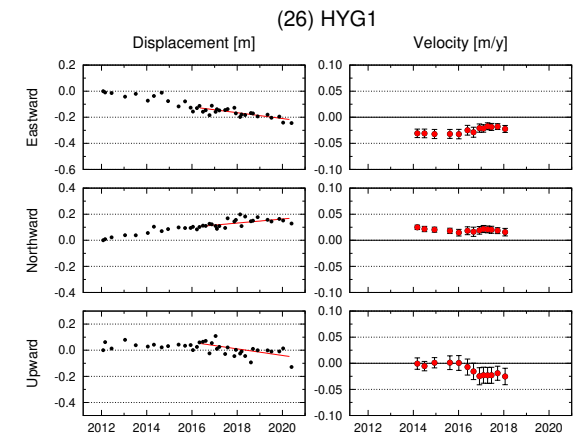 (26) HYG1
Displacement [m] Velocity [m/y]
Eastward
0.2 0.10
0.0 0.05
-0.2 0.00
-0.4 -0.05
-0.6 -0.10
Northward
0.4 0.10
0.2 0.05
0.0 0.00
-0.2 -0.05
-0.4 -0.10
Upward
0.2 0.10
0.0 0.05
-0.2 0.00
-0.4 -0.05
-0.10
2012 2014 2016 2018 2020 2012 2014 2016 2018 2020